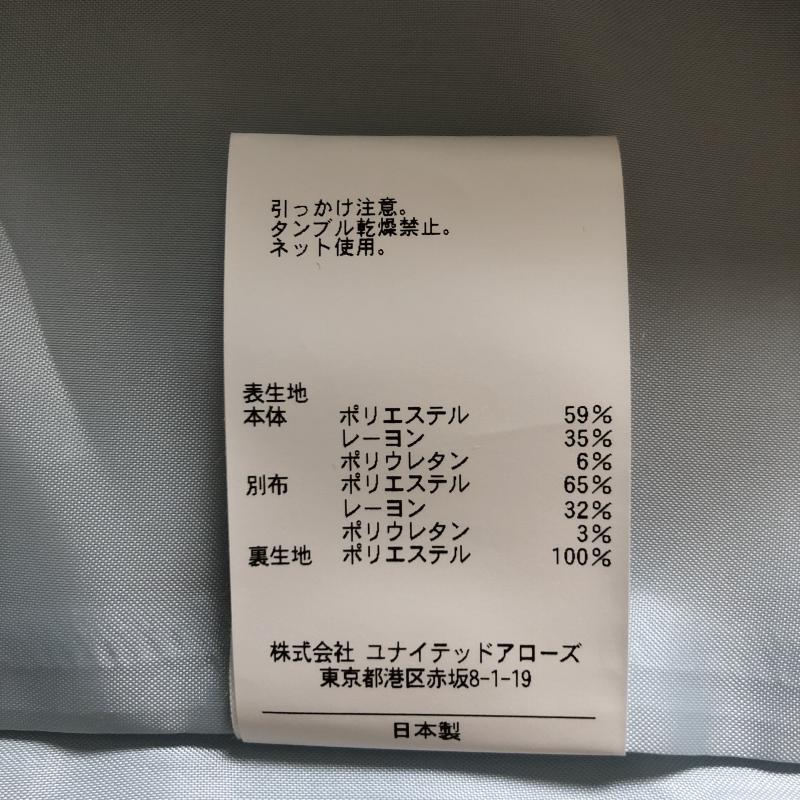 引っかけ注意。
タンブル乾燥禁止。
ネット使用。
表生地
本体 ポリエステル 59%
レーヨン 35%
ポリウレタン 6%
別布 ポリエステル 65%
レーヨン 32%
ポリウレタン 3%
裏生地 ポリエステル 100%
株式会社 ユナイテッドアローズ
東京都港区赤坂8-1-19
日本製